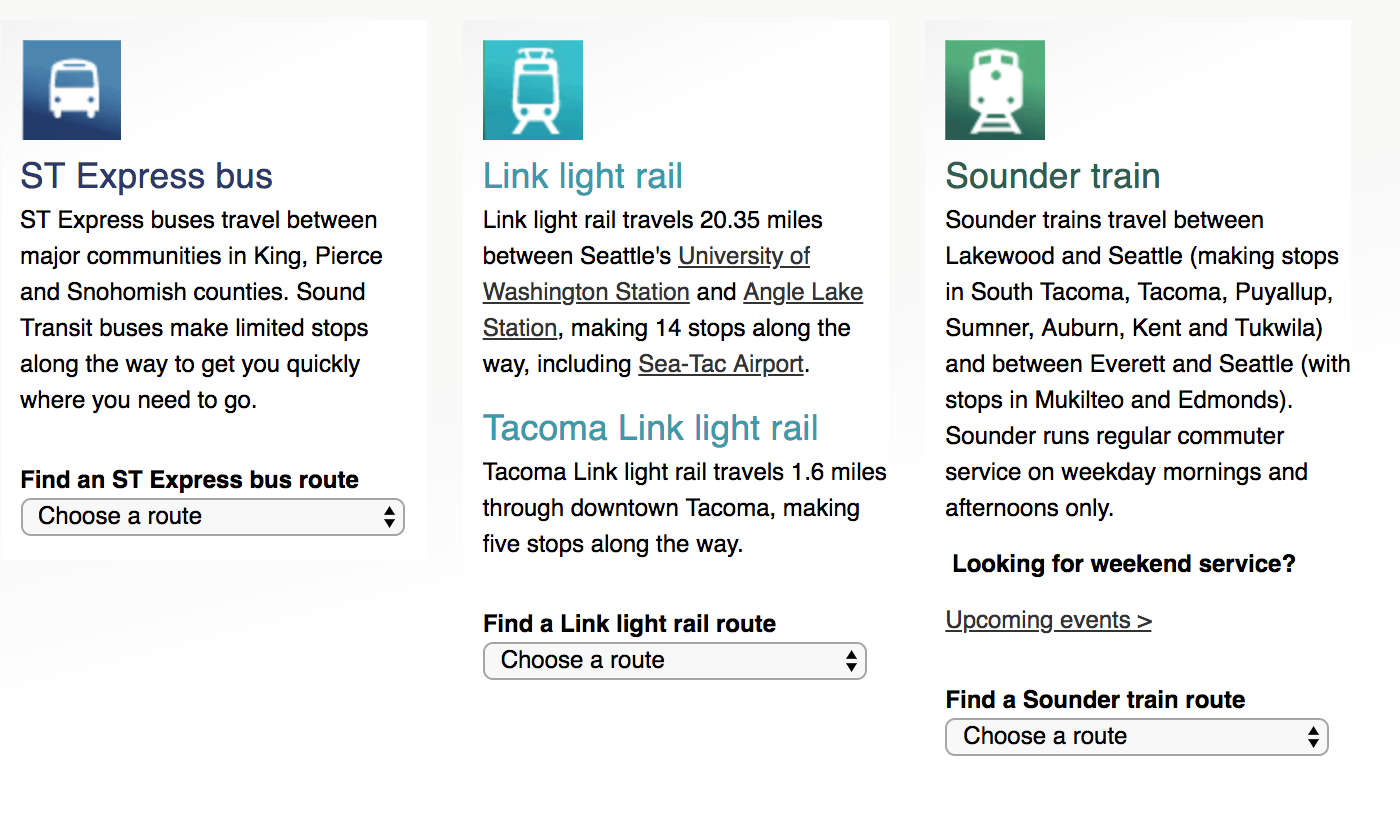 ST Express bus
ST Express buses travel between
major communities in King, Pierce
and Snohomish counties. Sound
Transit buses make limited stops
along the way to get you quickly
where you need to go.
Find an ST Express bus route
Choose a route
Link light rail
Link light rail travels 20.35 miles
between Seattle's University of
Washington Station and Angle Lake
Station, making 14 stops along the
way, including Sea-Tac Airport.
Tacoma Link light rail
Tacoma Link light rail travels 1.6 miles
through downtown Tacoma, making
five stops along the way.
Find a Link light rail route
Choose a route
Sounder train
Sounder trains travel between
Lakewood and Seattle (making stops
in South Tacoma, Tacoma, Puyallup,
Sumner, Auburn, Kent and Tukwila)
and between Everett and Seattle (with
stops in Mukilteo and Edmonds).
Sounder runs regular commuter
service on weekday mornings and
afternoons only.
Looking for weekend service?
Upcoming events >
Find a Sounder train route
Choose a route